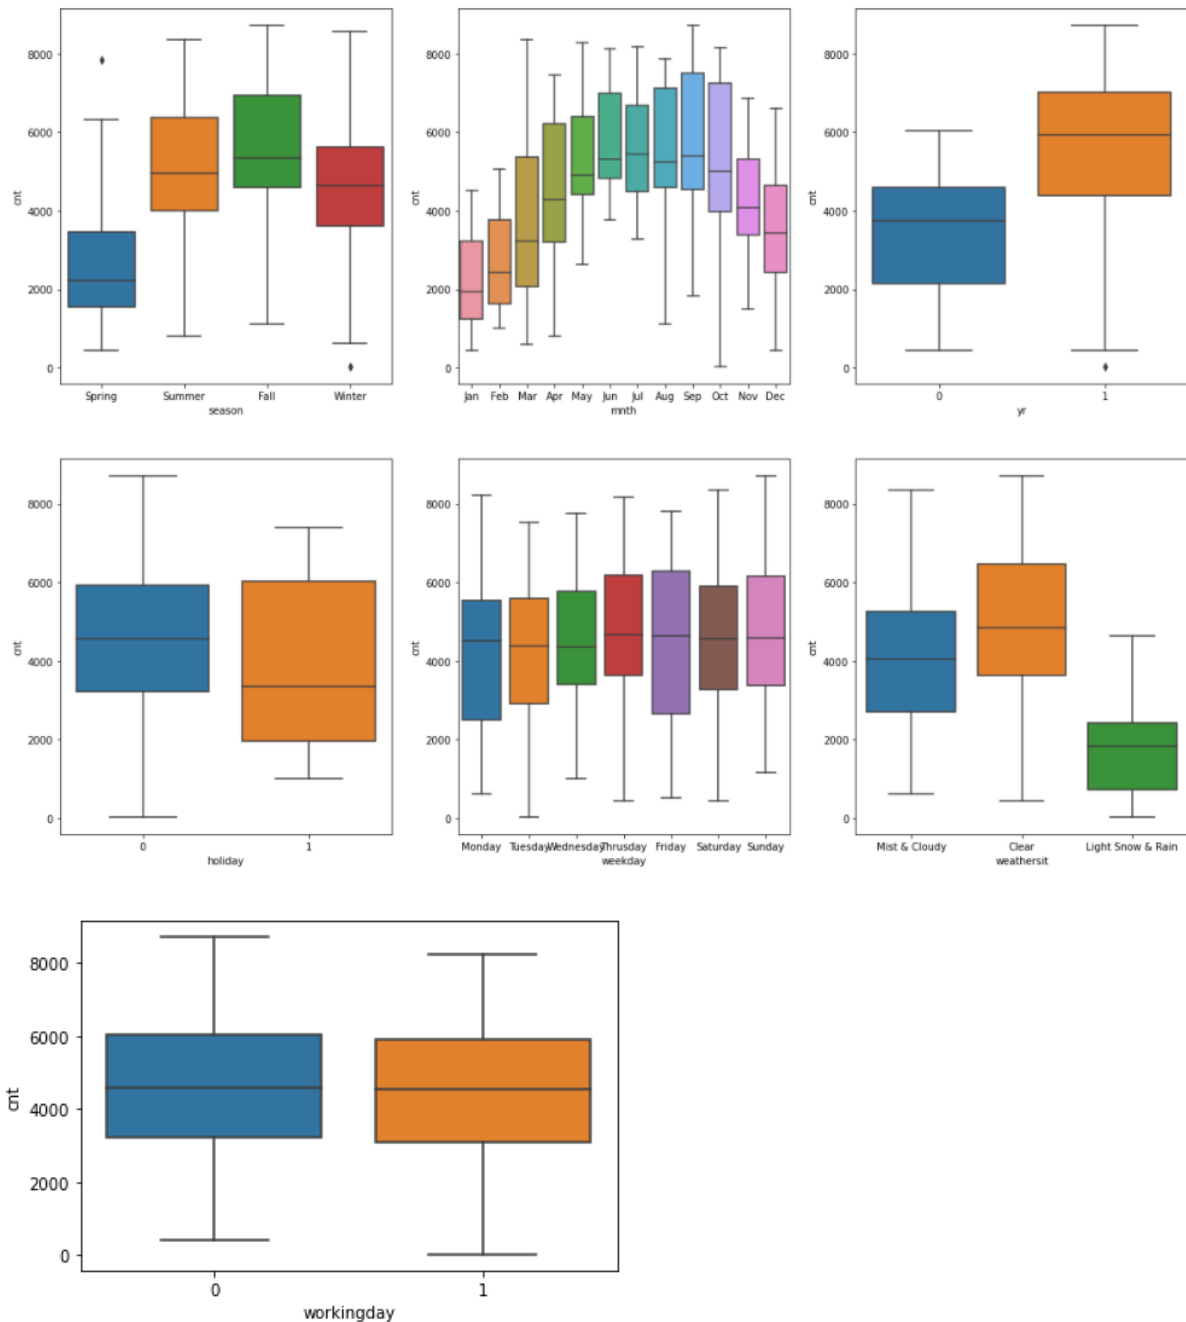 cnt
8000
6000
4000
2000
0
Spring Summer Fall Winter
season
cnt
8000
6000
4000
2000
0
Jan Feb Mar Apr May Jun Jul Aug Sep Oct Nov Dec
mnth
cnt
8000
6000
4000
2000
0
0 1
yr
cnt
8000
6000
4000
2000
0
0 1
holiday
cnt
8000
6000
4000
2000
0
Monday Tuesday Wednesday Thrusday Friday Saturday Sunday
weekday
cnt
8000
6000
4000
2000
0
Mist & Cloudy Clear Light Snow & Rain
weathersit
cnt
8000
6000
4000
2000
0
0 1
workingday